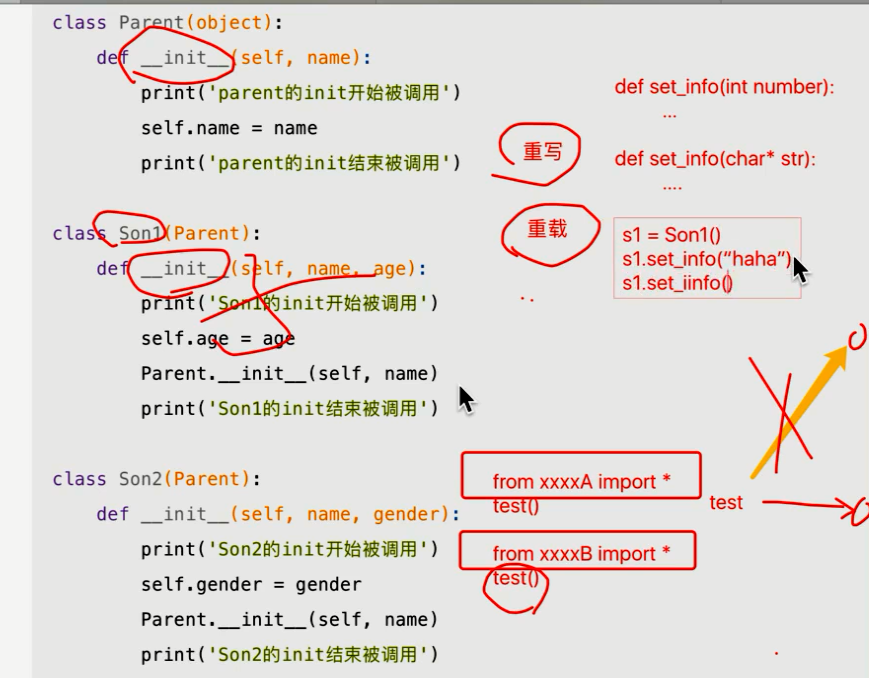 class Parent(object):
def __init__(self, name):
print('parent的init开始被调用')
self.name = name
print('parent的init结束被调用')
class Son1(Parent):
def __init__(self, name, age):
print('Son1的init开始被调用')
self.age = age
Parent.__init__(self, name)
print('Son1的init结束被调用')
class Son2(Parent):
def __init__(self, name, gender):
print('Son2的init开始被调用')
self.gender = gender
Parent.__init__(self, name)
print('Son2的init结束被调用')
重写
重载
def set_info(int number):
...
def set_info(char* str):
....
s1 = Son1()
s1.set_info(“haha”)
s1.set_iinfo()
from xxxxA import *
test()
from xxxxB import *
test()
test